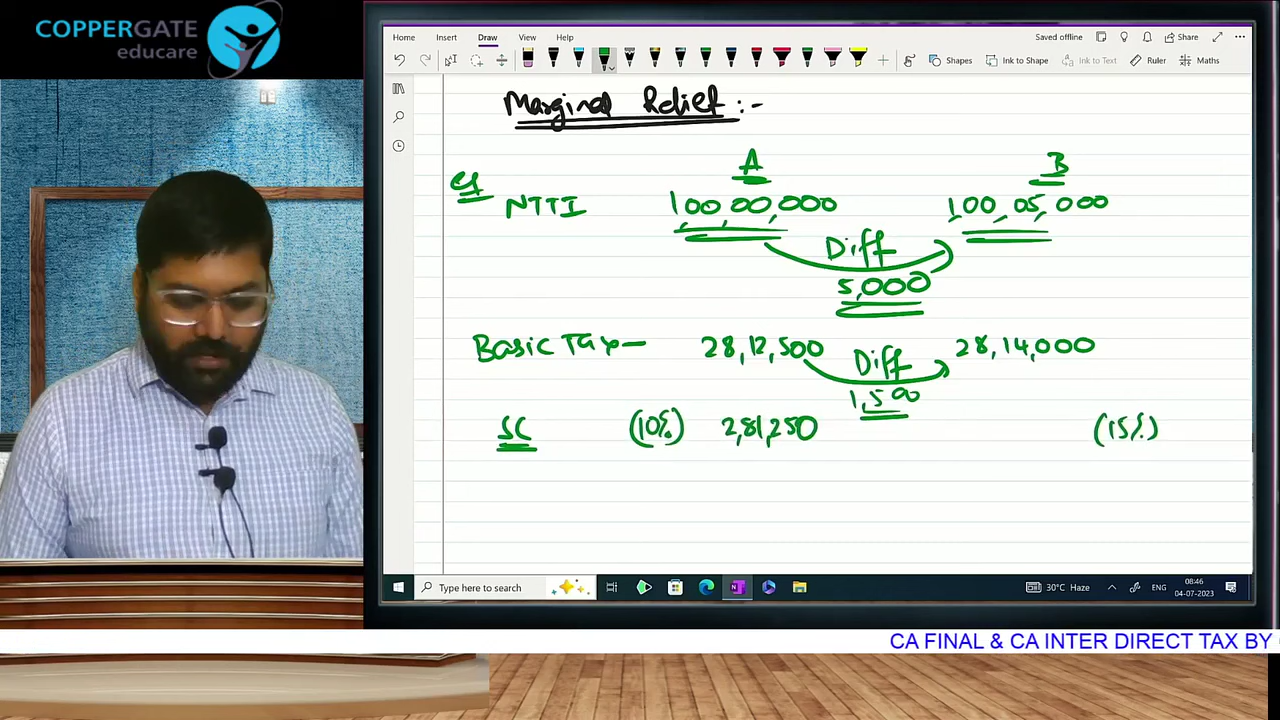 COPPERGATE
educare
Home Insert Draw View Help
Saved offline
Share
Shapes
Ink to Shape
Ink to Text
Ruler
Maths
Marginal Relief :-
A B
eg NTTI 100,00,000 100,05,000
Diff
5,000
Basic Tax— 28,12,500 Diff 28,14,000
1,500
SC (10%) 2,81,250 (15%)
Type here to search
30°C Haze
ENG
08:46
04-07-2023
CA FINAL & CA INTER DIRECT TAX BY